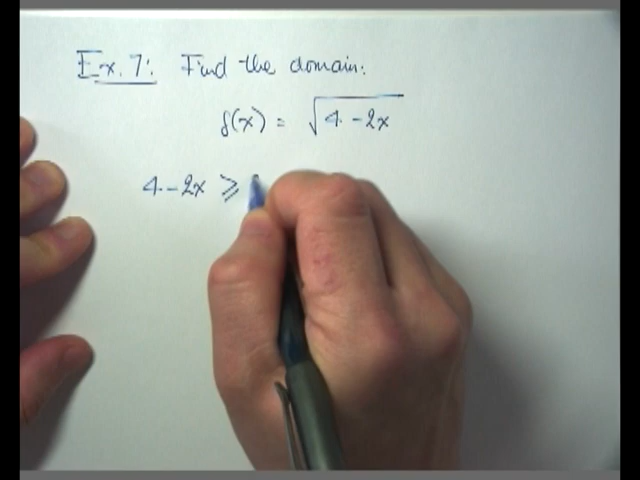 Ex. 7: Find the domain:
f(x) = √4 - 2x
4 - 2x ≥